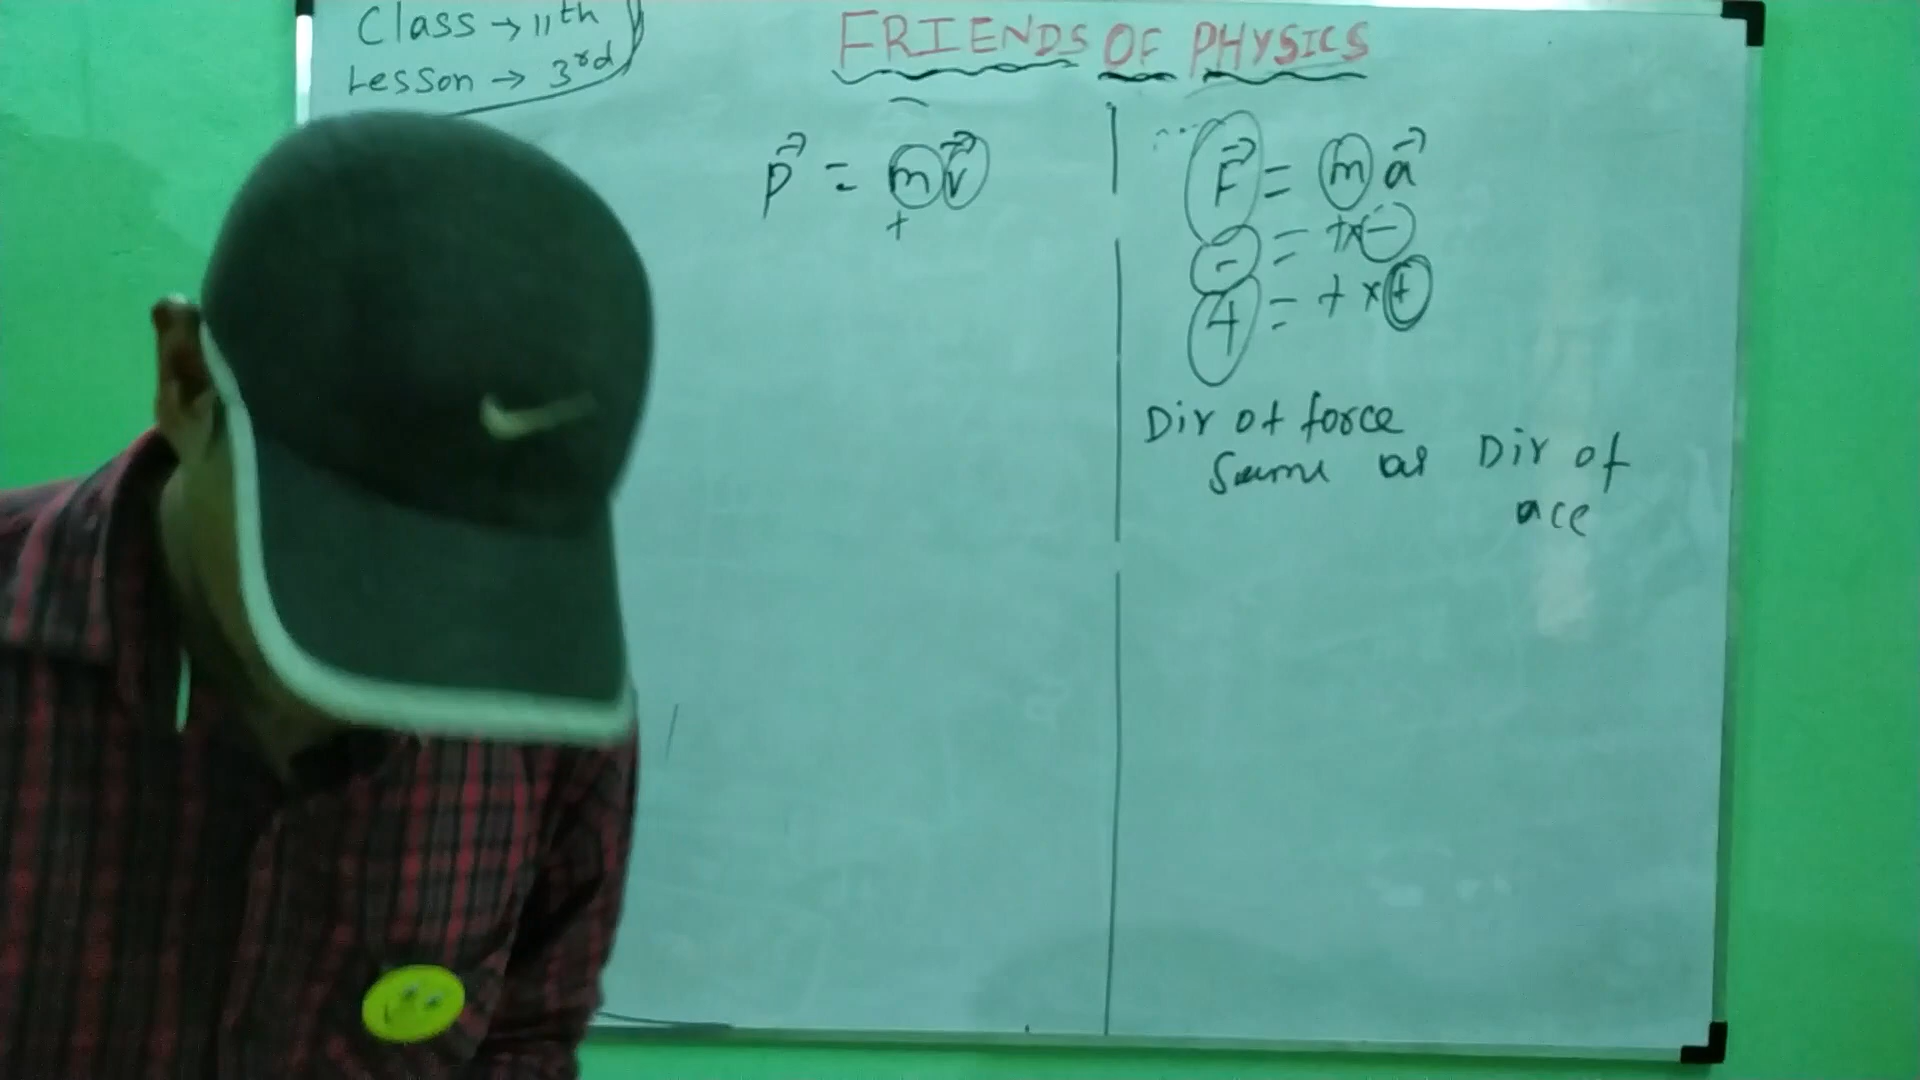 Class → 11th
Lesson → 3rd
FRIENDS OF PHYSICS
p⃗ = m v⃗
+
F⃗ = m a⃗
- = +x-
+ = + x +
Dir of force
Same as Dir of
acc